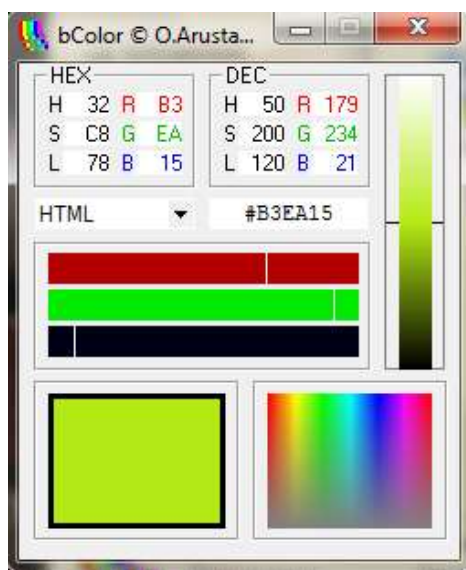 bColor © O.Arusta...
HEX
H 32 R B3
S C8 G EA
L 78 B 15
DEC
H 50 R 179
S 200 G 234
L 120 B 21
HTML
#B3EA15